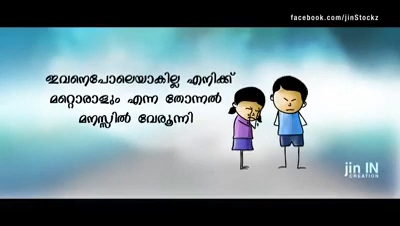 facebook.com/jinStockz
ഇവനെപോലെയാകില്ല എനിക്ക്
മറ്റൊരാളും എന്ന തോന്നൽ
മനസ്സിൽ വേരൂന്നി
jin IN
CREATION